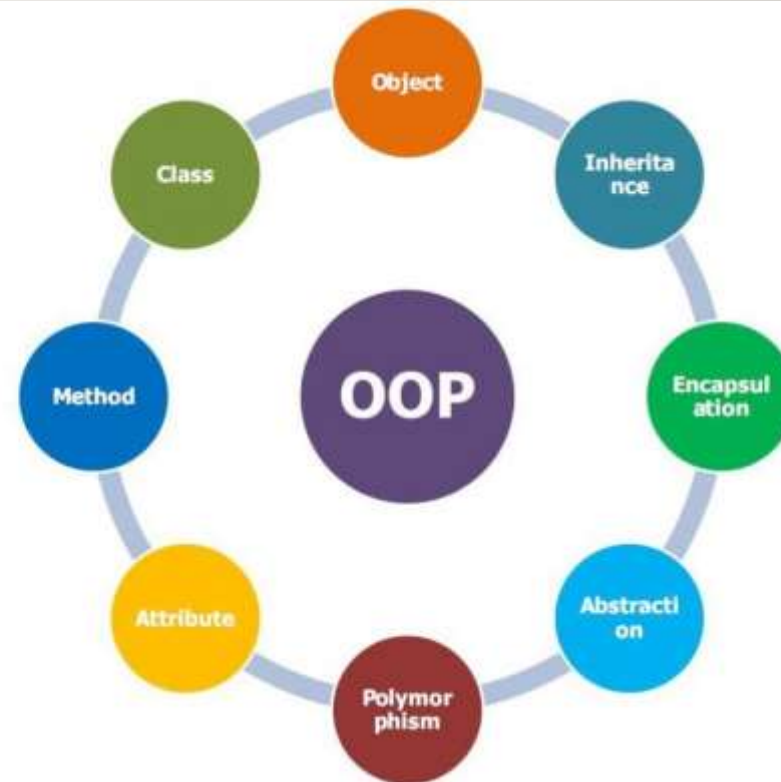 Object
Inherita
nce
Encapsul
ation
Abstracti
on
Polymor
phism
Attribute
Method
Class
OOP